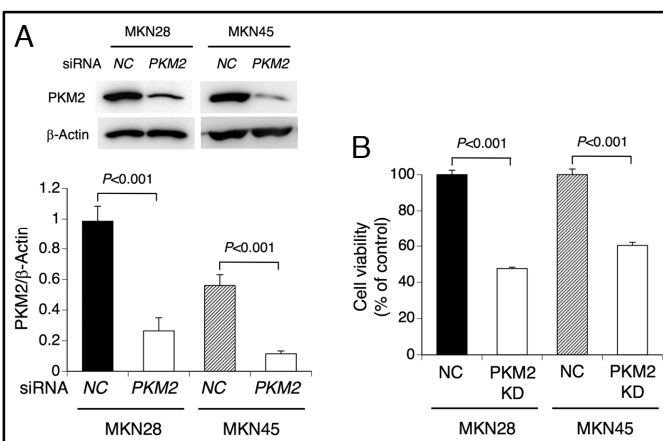 A
MKN28 MKN45
siRNA NC PKM2 NC PKM2
PKM2
β-Actin
P<0.001
P<0.001
PKM2/β-Actin
1.2
1
0.8
0.6
0.4
0.2
0
siRNA NC PKM2 NC PKM2
MKN28 MKN45
B
P<0.001 P<0.001
Cell viability
(% of control)
100
80
60
40
20
0
NC PKM2 NC PKM2
KD KD
MKN28 MKN45